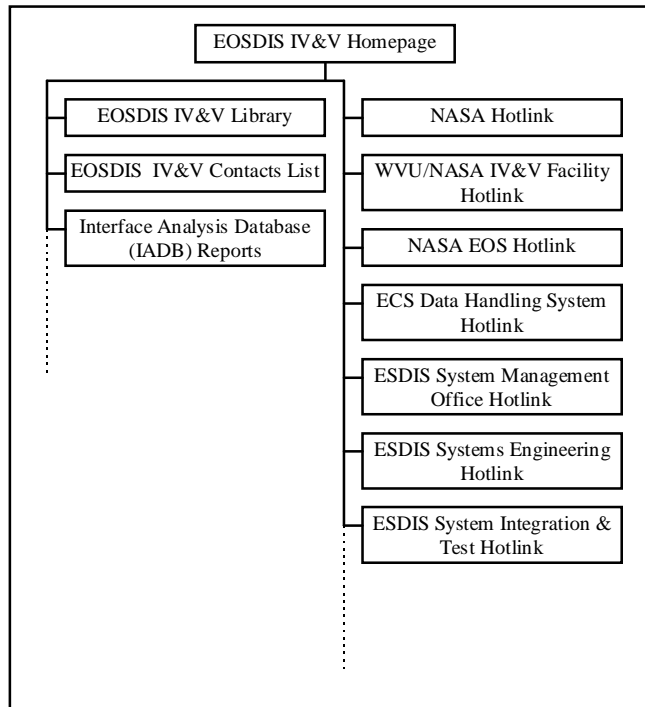 EOSDIS IV&V Homepage
EOSDIS IV&V Library
EOSDIS IV&V Contacts List
Interface Analysis Database
(IADB) Reports
NASA Hotlink
WVU/NASA IV&V Facility
Hotlink
NASA EOS Hotlink
ECS Data Handling System
Hotlink
ESDIS System Management
Office Hotlink
ESDIS Systems Engineering
Hotlink
ESDIS System Integration &
Test Hotlink